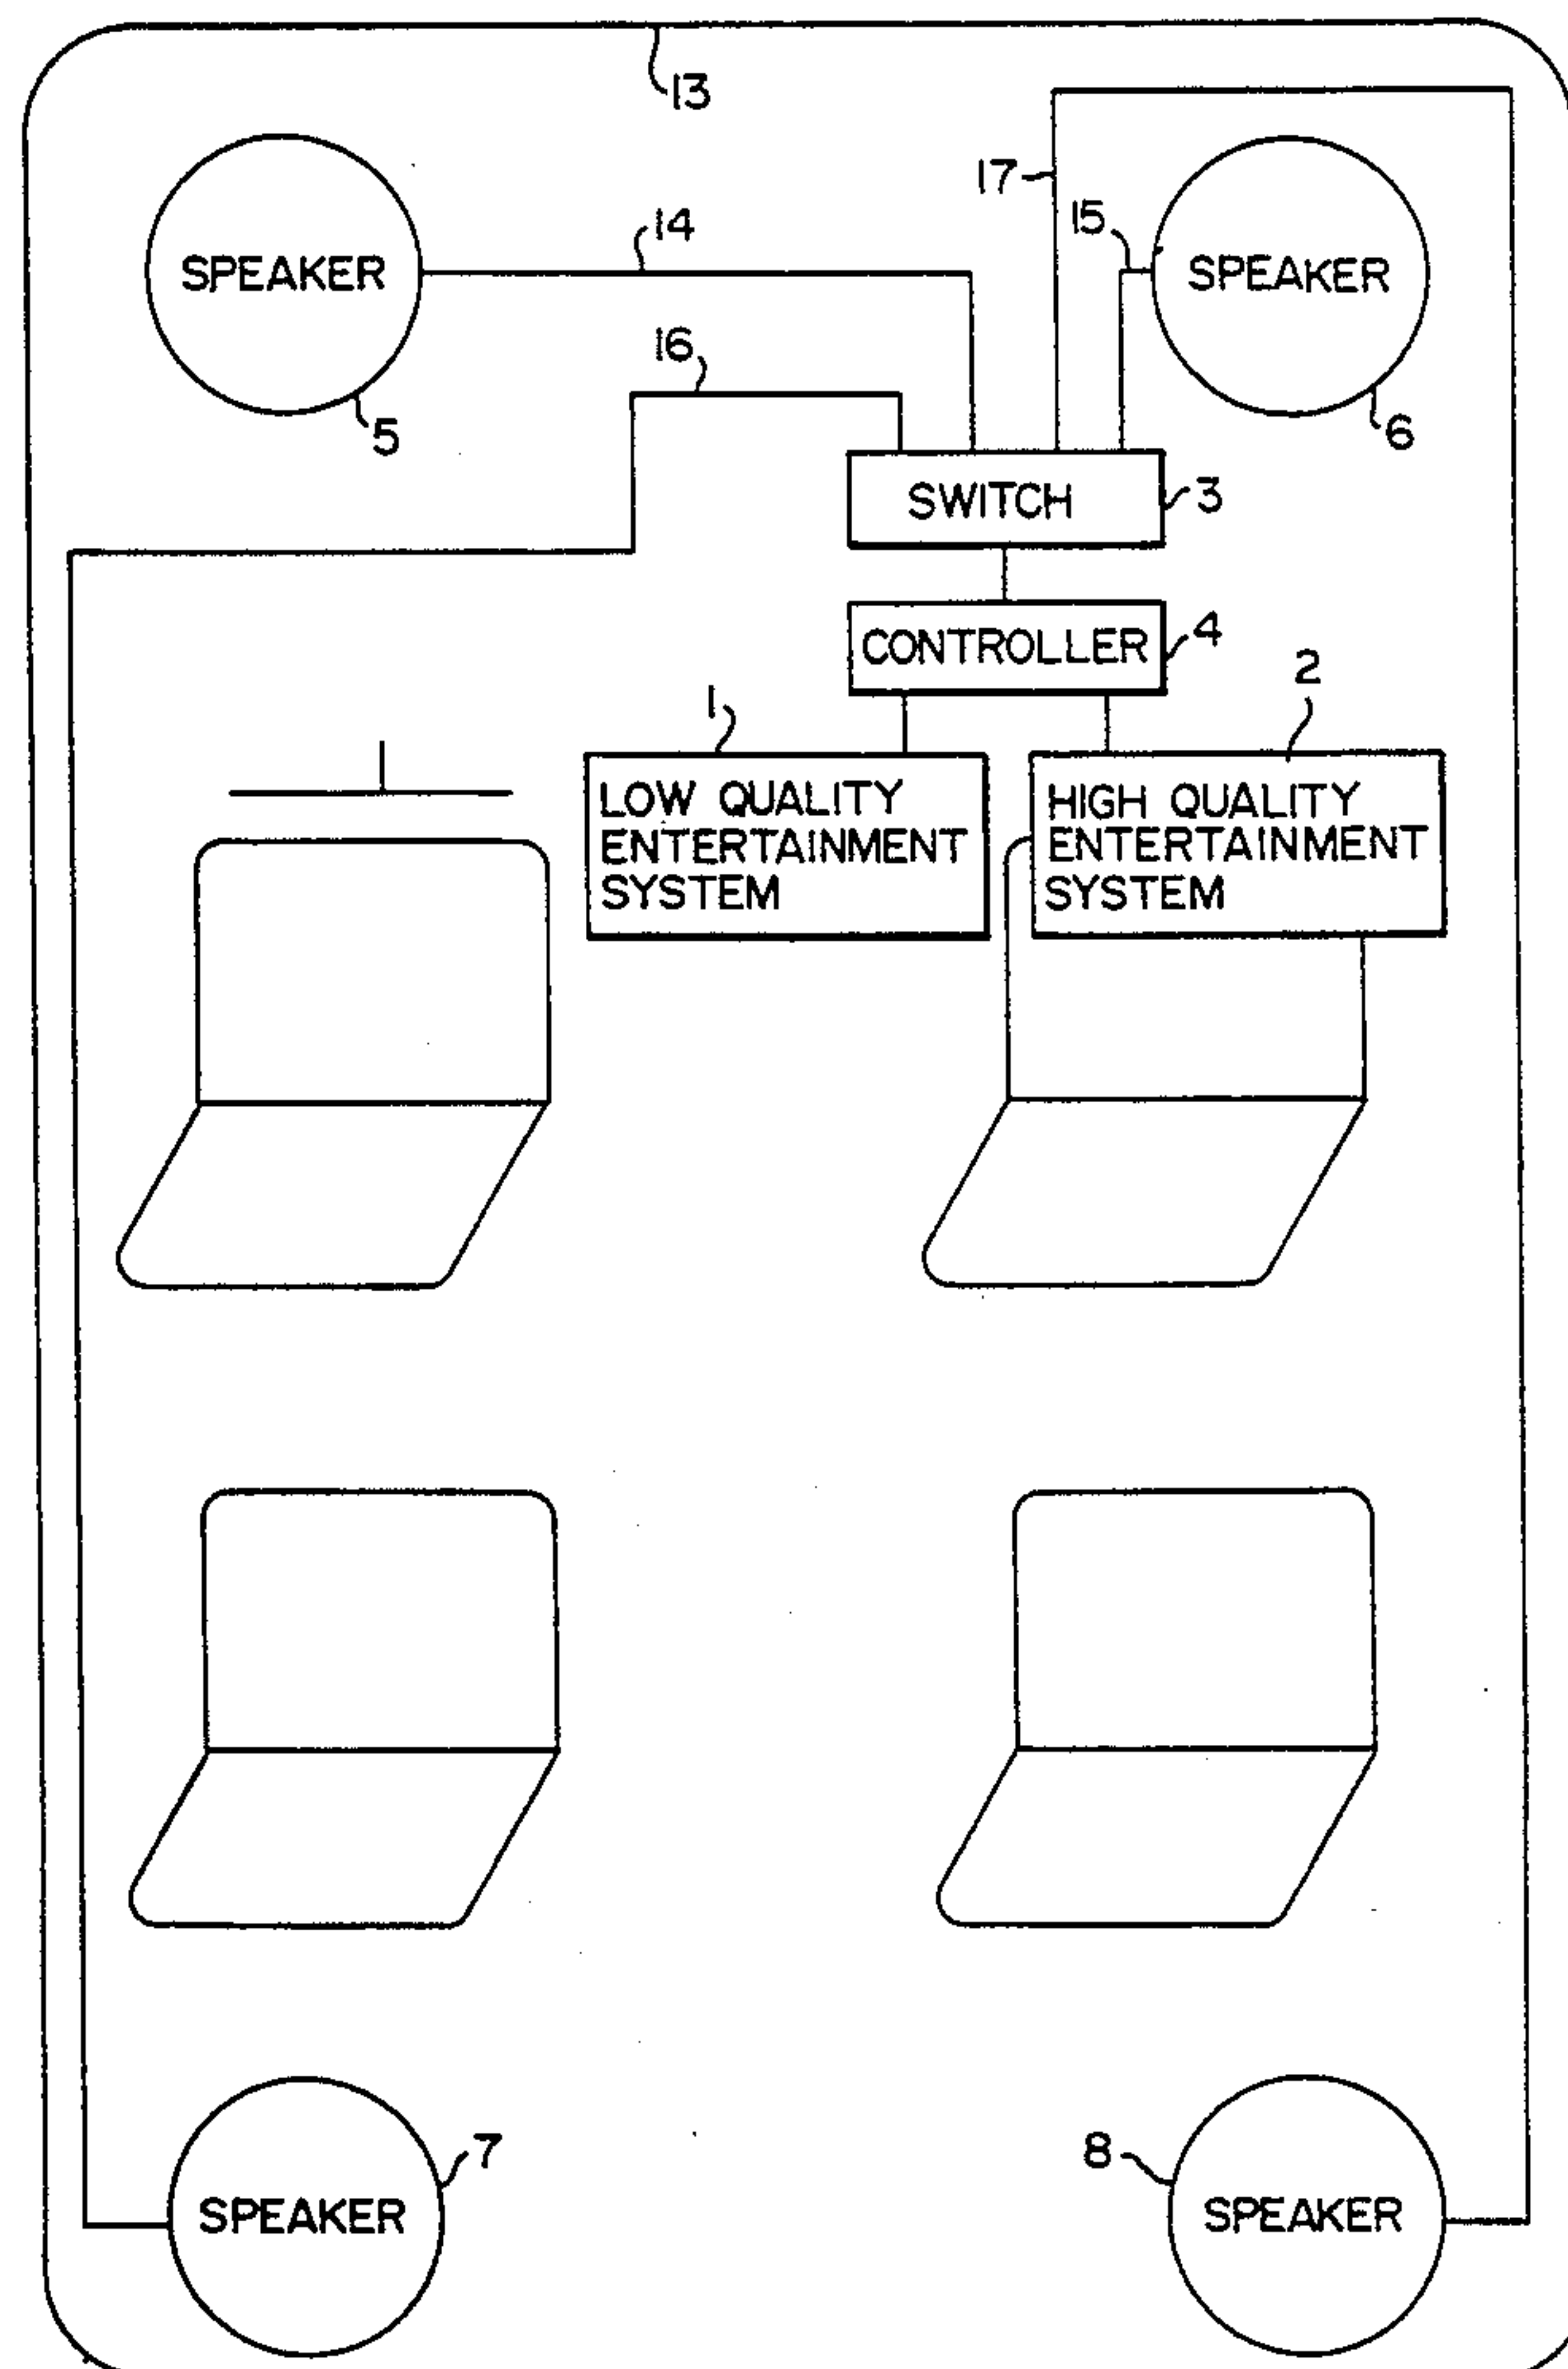 13
17
15
14
SPEAKER
SPEAKER
16
5
6
SWITCH
3
CONTROLLER
4
2
1
LOW QUALITY
ENTERTAINMENT
SYSTEM
HIGH QUALITY
ENTERTAINMENT
SYSTEM
7
8
SPEAKER
SPEAKER